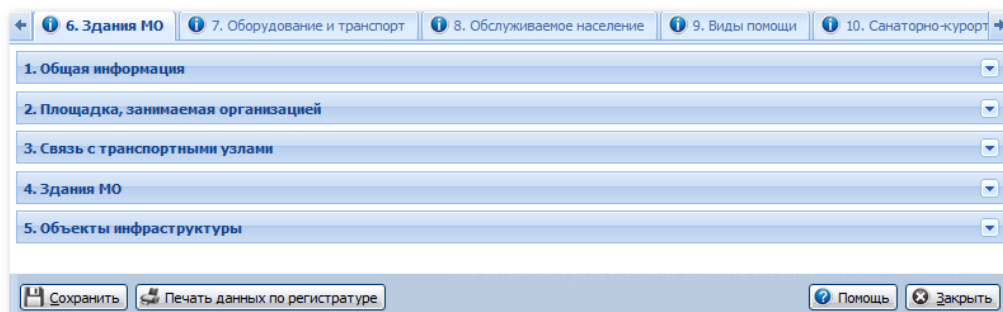 6. Здания МО 7. Оборудование и транспорт 8. Обслуживаемое население 9. Виды помощи 10. Санаторно-курорт
1. Общая информация
2. Площадка, занимаемая организацией
3. Связь с транспортными узлами
4. Здания МО
5. Объекты инфраструктуры
Сохранить Печать данных по регистратуре Помощь Закрыть